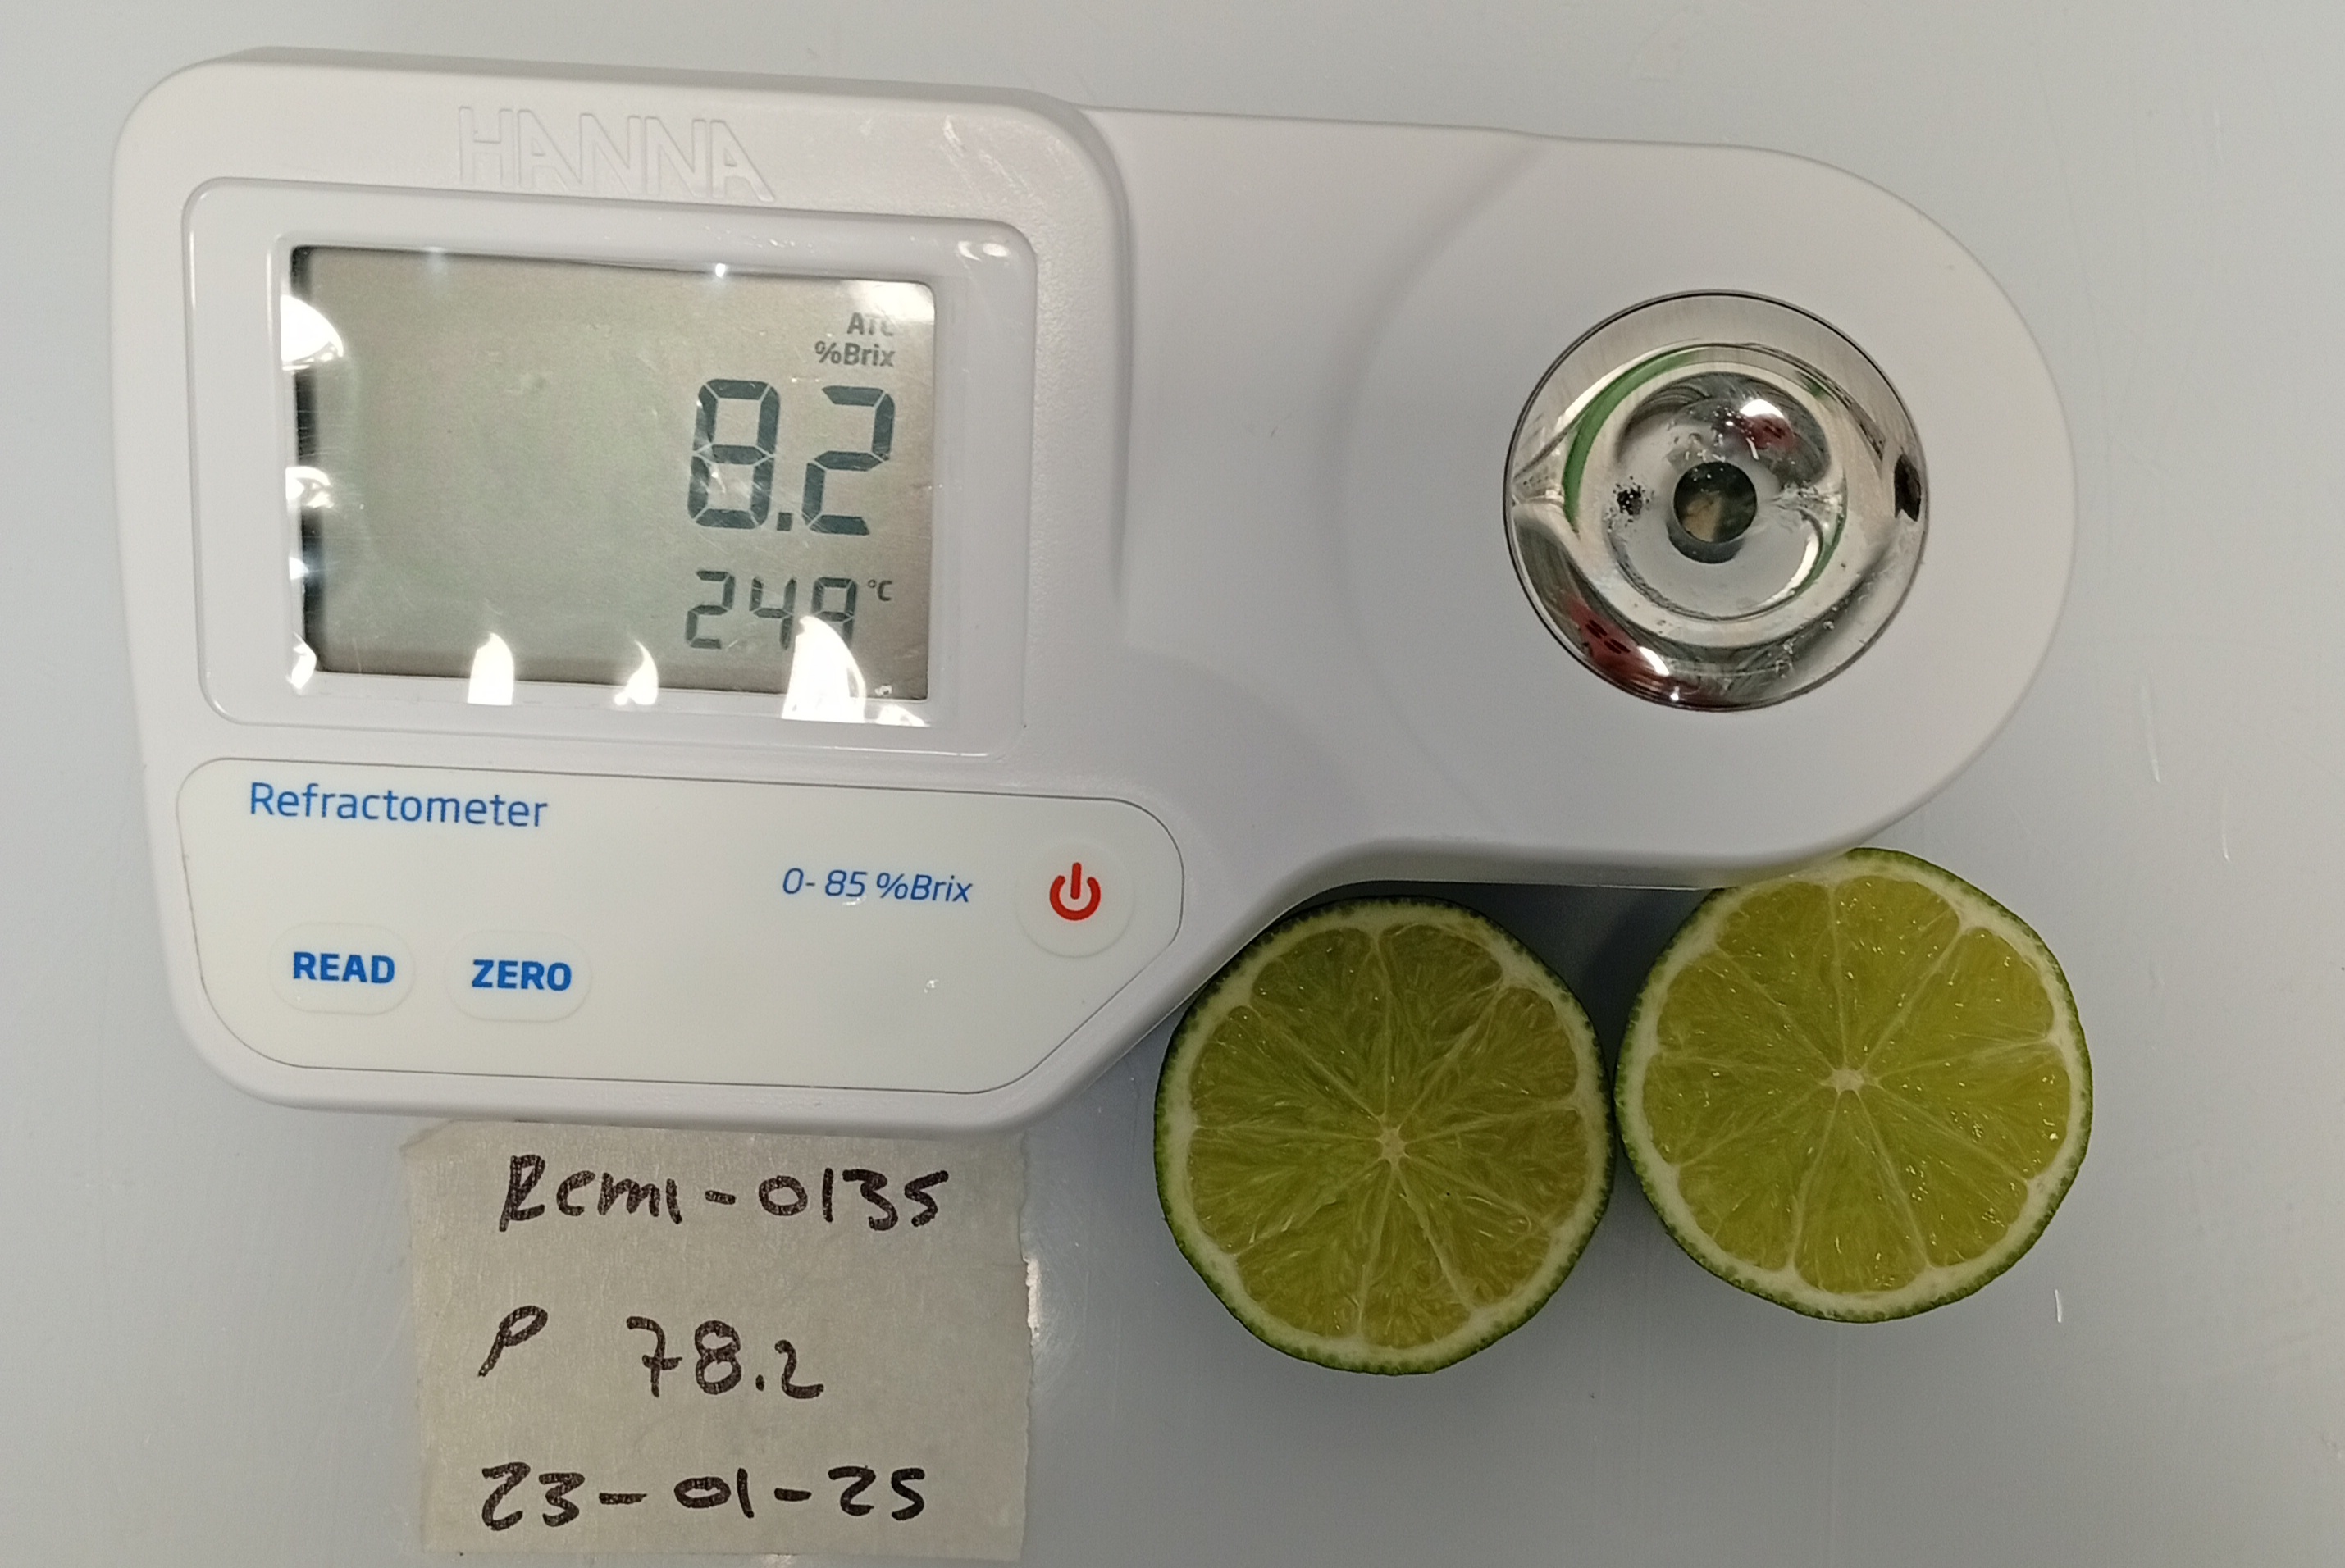 HANNA
ATC
%Brix
8.2
24.9 °C
Refractometer
0-85 %Brix
READ ZERO
Rcm1-0135
P 78.2
23-01-25